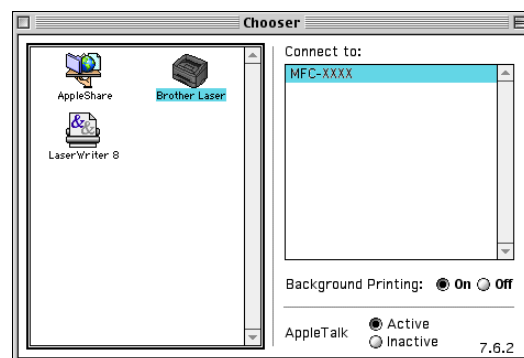 Chooser
AppleShare
Brother Laser
LaserWriter 8
Connect to:
MFC-XXXX
Background Printing: On Off
AppleTalk Active
Inactive
7.6.2